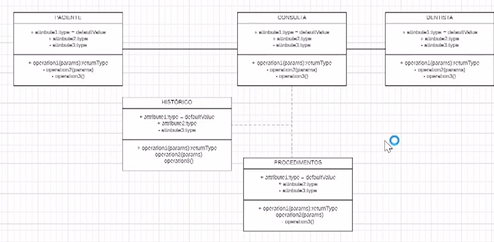 PACIENTE
+ attribute1:type = defaultValue
+ attribute2:type
- attribute3:type
+ operation1(params):returnType
- operation2(params)
- operation3()
CONSULTA
+ attribute1:type = defaultValue
+ attribute2:type
- attribute3:type
+ operation1(params):returnType
- operation2(params)
- operation3()
DENTISTA
+ attribute1:type = defaultValue
+ attribute2:type
- attribute3:type
+ operation1(params):returnType
- operation2(params)
- operation3()
HISTÓRICO
+ attribute1:type = defaultValue
+ attribute2:type
- attribute3:type
+ operation1(params):returnType
operation2(params)
operation3()
PROCEDIMENTOS
+ attribute1:type = defaultValue
+ attribute2:type
- attribute3:type
+ operation1(params):returnType
operation2(params)
- operation3()